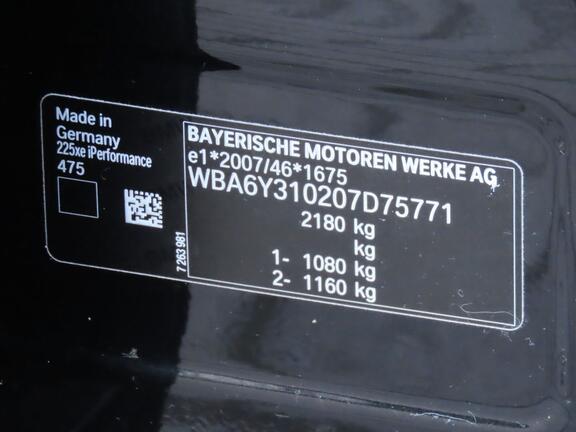 Made in
Germany
225xe iPerformance
475
7 263 981
BAYERISCHE MOTOREN WERKE AG
e1*2007/46*1675
WBA6Y310207D75771
2180 kg
kg
1- 1080 kg
2- 1160 kg